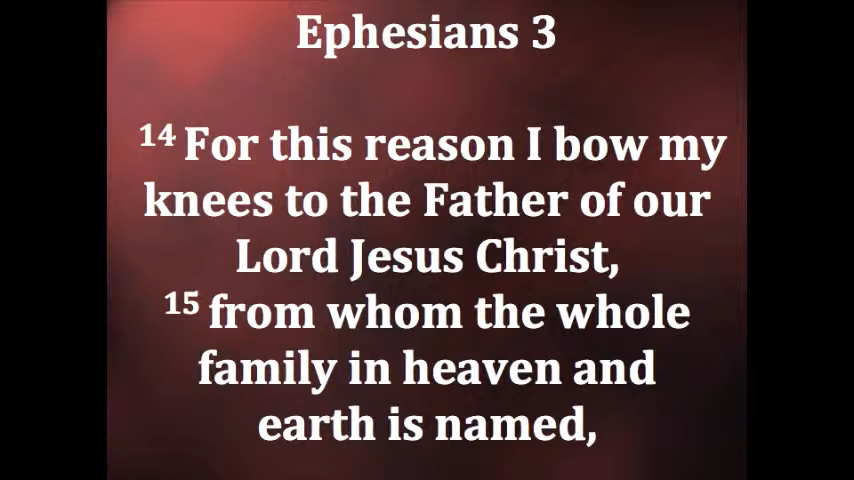 Ephesians 3
14 For this reason I bow my
knees to the Father of our
Lord Jesus Christ,
15 from whom the whole
family in heaven and
earth is named,